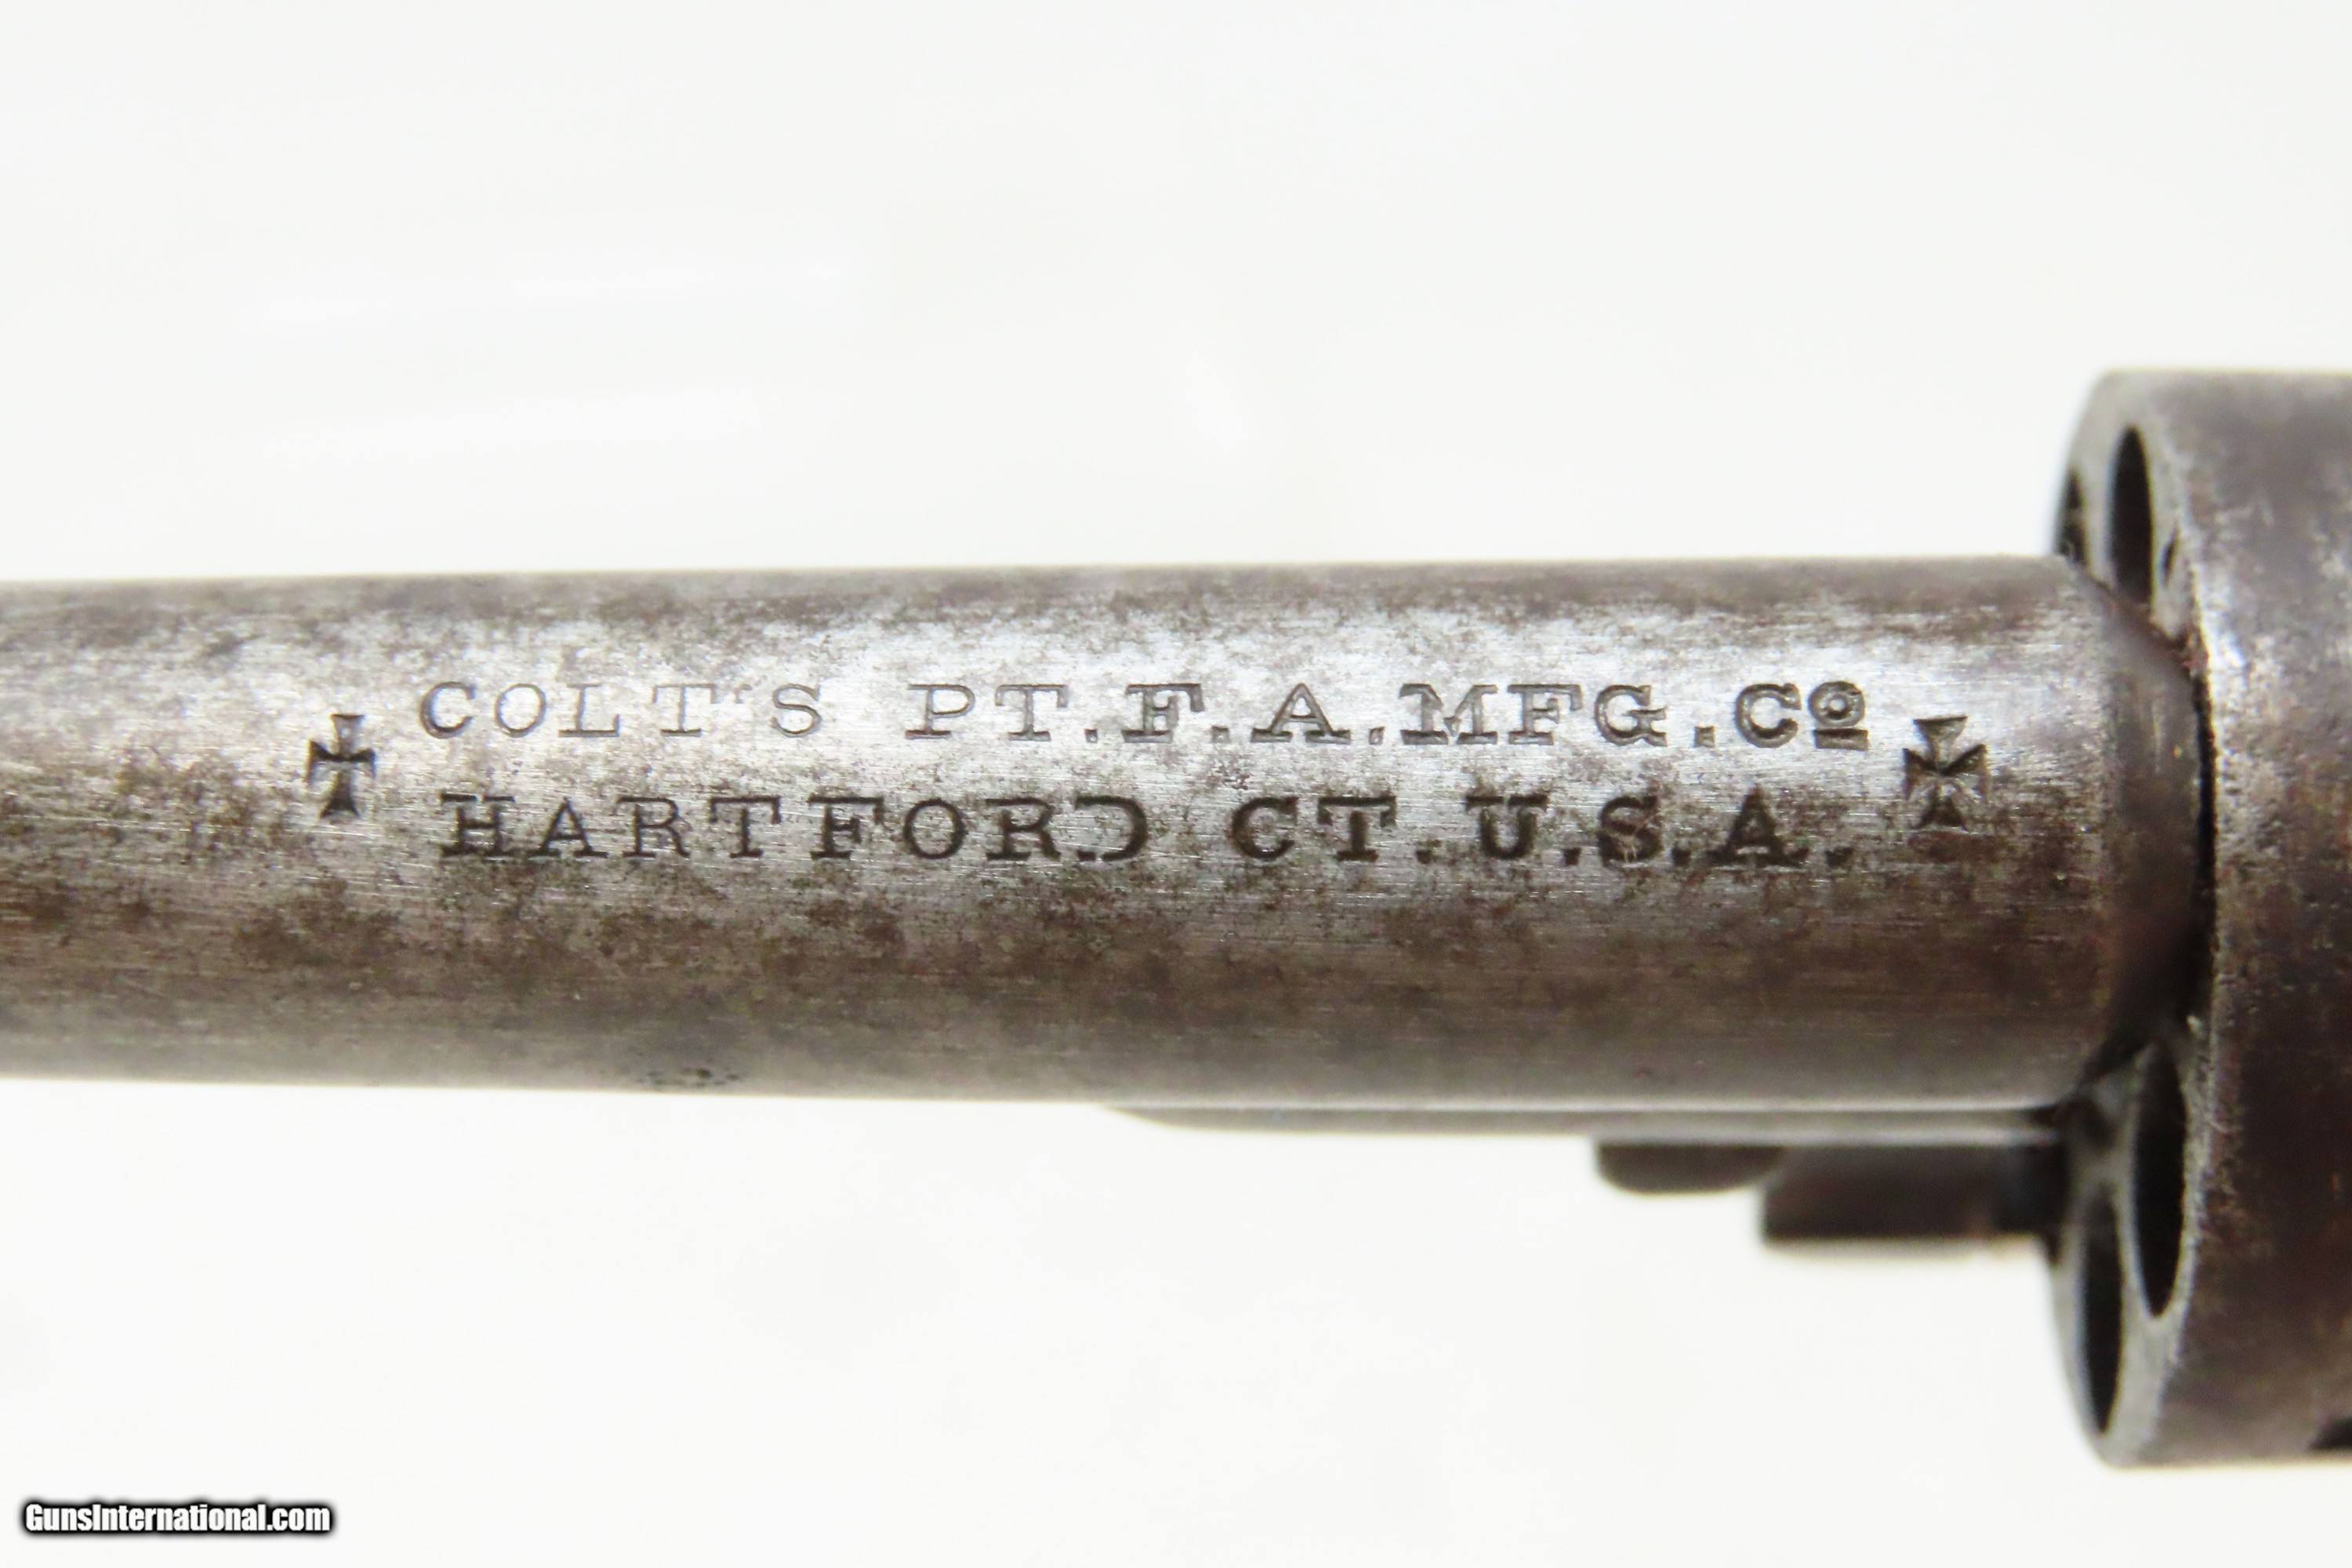 COLT'S PT.F.A.MFG.Cº
HARTFORD CT.U.S.A.
GunsInternational.com